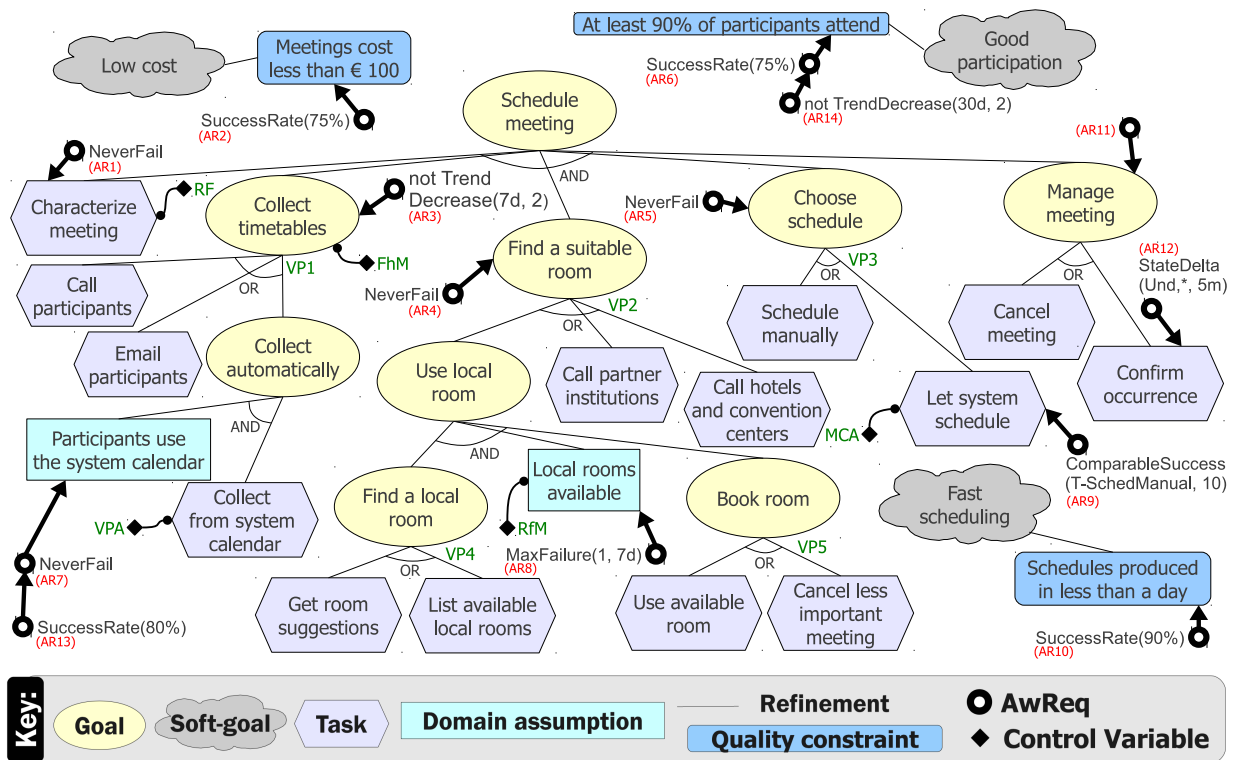 Low cost
Meetings cost
less than € 100
SuccessRate(75%)
(AR2)
At least 90% of participants attend
SuccessRate(75%)
(AR6)
not TrendDecrease(30d, 2)
(AR14)
Good
participation
Schedule
meeting
AND
NeverFail
(AR1)
Characterize
meeting
RF
Collect
timetables
not Trend
Decrease(7d, 2)
(AR3)
FhM
VP1
OR
Call
participants
Email
participants
Collect
automatically
AND
Participants use
the system calendar
Collect
from system
calendar
VPA
NeverFail
(AR7)
SuccessRate(80%)
(AR13)
Find a suitable
room
NeverFail
(AR4)
VP2
OR
Use local
room
Call partner
institutions
Call hotels
and convention
centers
AND
Find a local
room
VP4
OR
Get room
suggestions
List available
local rooms
Local rooms
available
RfM
MaxFailure(1, 7d)
(AR8)
Book room
VP5
OR
Use available
room
Cancel less
important
meeting
NeverFail
(AR5)
Choose
schedule
VP3
OR
Schedule
manually
Let system
schedule
MCA
ComparableSuccess
(T-SchedManual, 10)
(AR9)
(AR11)
Manage
meeting
OR
Cancel
meeting
(AR12)
StateDelta
(Und,*, 5m)
Confirm
occurrence
Fast
scheduling
Schedules produced
in less than a day
SuccessRate(90%)
(AR10)
Key:
Goal
Soft-goal
Task
Domain assumption
Refinement
Quality constraint
AwReq
Control Variable